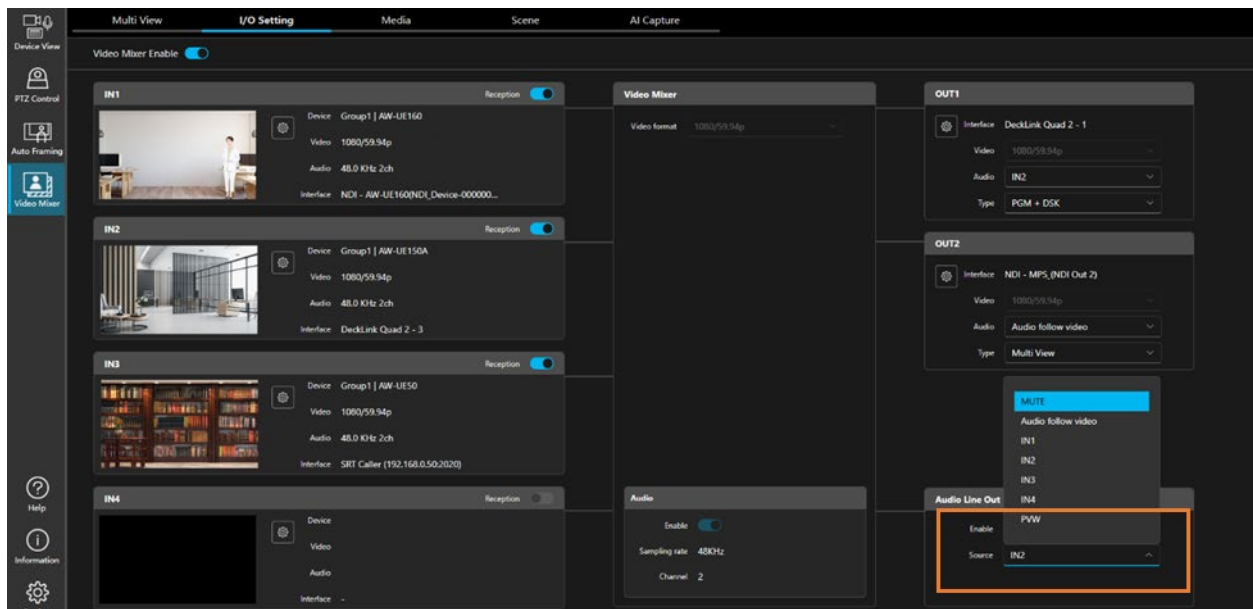 Multi View I/O Setting Media Scene AI Capture
Device View
Video Mixer Enable
PTZ Control
Auto Framing
Video Mixer
Help
Information
IN1 Reception
Device Group1 | AW-UE160
Video 1080/59.94p
Audio 48.0 KHz 2ch
Interface NDI - AW-UE160(NDI_Device-000000...
IN2 Reception
Device Group1 | AW-UE150A
Video 1080/59.94p
Audio 48.0 KHz 2ch
Interface DeckLink Quad 2 - 3
IN3 Reception
Device Group1 | AW-UE50
Video 1080/59.94p
Audio 48.0 KHz 2ch
Interface SRT Caller (192.168.0.50:2020)
IN4 Reception
Device
Video
Audio
Interface -
Video Mixer
Video format 1080/59.94p
Audio
Enable
Sampling rate 48KHz
Channel 2
OUT1
Interface DeckLink Quad 2 - 1
Video 1080/59.94p
Audio IN2
Type PGM + DSK
OUT2
Interface NDI - MPS_(NDI Out 2)
Video 1080/59.94p
Audio Audio follow video
Type Multi View
MUTE
Audio follow video
IN1
IN2
IN3
IN4
PVW
Audio Line Out
Enable
Source IN2